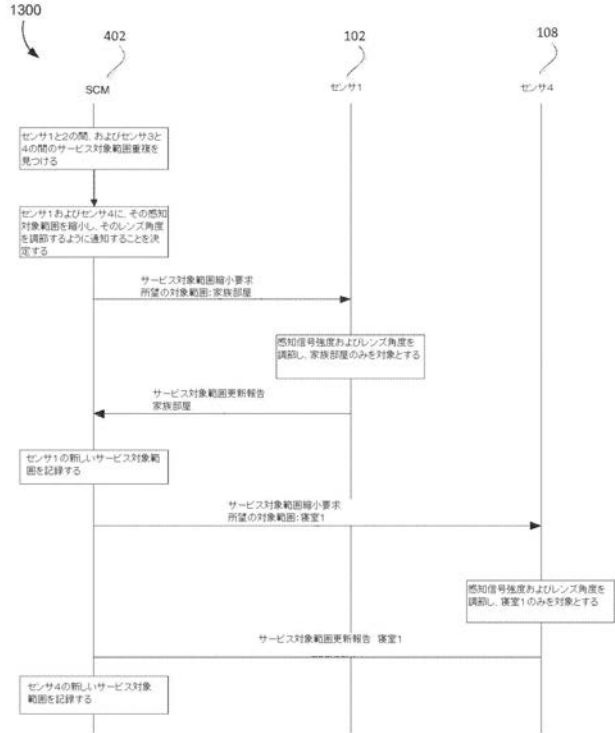 1300
402
102
108
SCM
センサ1
センサ4
センサ1と2の間、およびセンサ3と
4の間のサービス対象範囲重複を
見つける
センサ1およびセンサ4に、その感知
対象範囲を縮小し、そのレンズ角度
を調節するように通知することを決
定する
サービス対象範囲縮小要求
所望の対象範囲:家族部屋
感知信号強度およびレンズ角度を
調節し、家族部屋のみを対象とする
サービス対象範囲更新報告
家族部屋
センサ1の新しいサービス対象範
囲を記録する
サービス対象範囲縮小要求
所望の対象範囲:寝室1
感知信号強度およびレンズ角度を
調節し、寝室1のみを対象とする
サービス対象範囲更新報告 寝室1
センサ4の新しいサービス対象
範囲を記録する